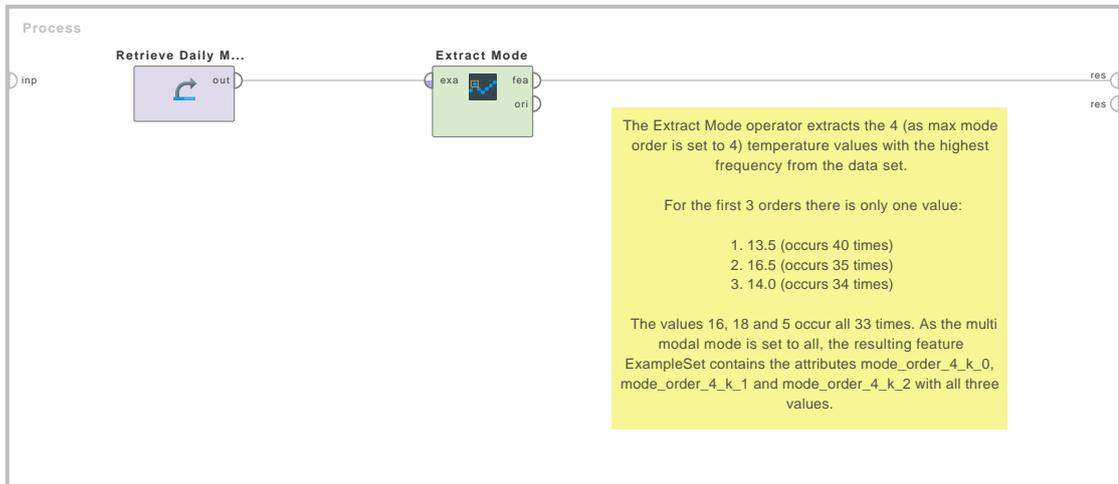 Process
Retrieve Daily M...
Extract Mode
inp
out
exa
fea
ori
res
res
The Extract Mode operator extracts the 4 (as max mode
order is set to 4) temperature values with the highest
frequency from the data set.
For the first 3 orders there is only one value:
1. 13.5 (occurs 40 times)
2. 16.5 (occurs 35 times)
3. 14.0 (occurs 34 times)
The values 16, 18 and 5 occur all 33 times. As the multi
modal mode is set to all, the resulting feature
ExampleSet contains the attributes mode_order_4_k_0,
mode_order_4_k_1 and mode_order_4_k_2 with all three
values.